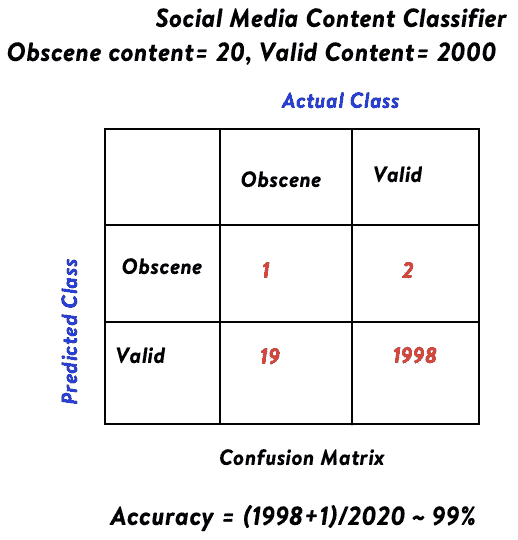 Social Media Content Classifier
Obscene content= 20, Valid Content= 2000
Actual Class
Obscene Valid
Predicted Class
Obscene 1 2
Valid 19 1998
Confusion Matrix
Accuracy = (1998+1)/2020 ~ 99%